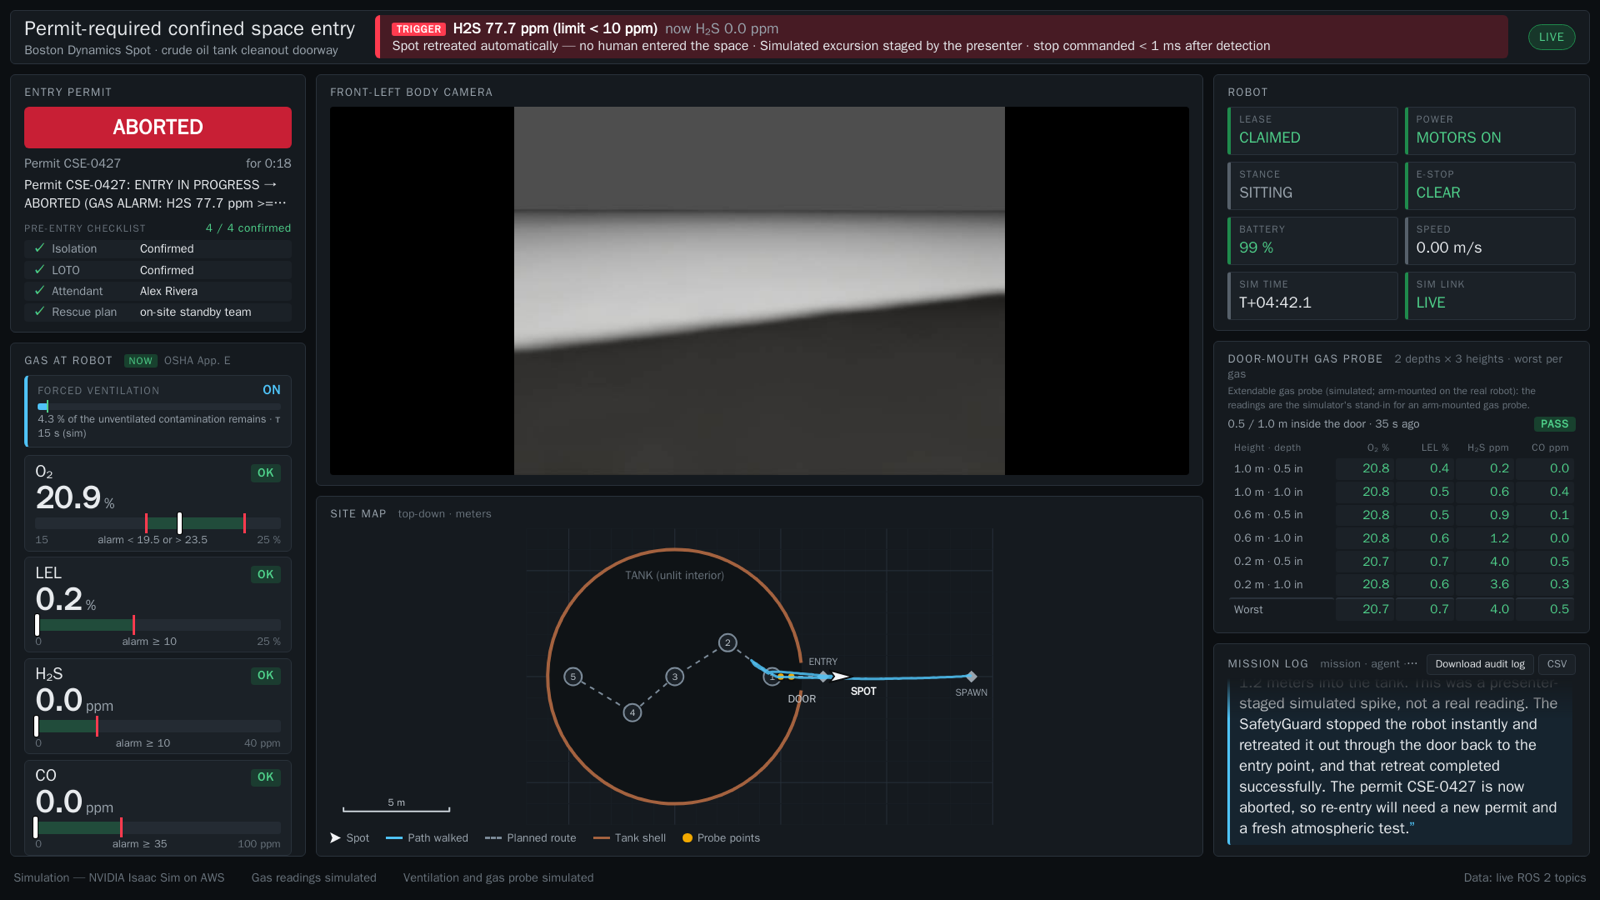 Permit-required confined space entry
Boston Dynamics Spot · crude oil tank cleanout doorway
TRIGGER H2S 77.7 ppm (limit < 10 ppm) now H₂S 0.0 ppm
Spot retreated automatically — no human entered the space · Simulated excursion staged by the presenter · stop commanded < 1 ms after detection
LIVE
ENTRY PERMIT
ABORTED
Permit CSE-0427 for 0:18
Permit CSE-0427: ENTRY IN PROGRESS →
ABORTED (GAS ALARM: H2S 77.7 ppm >=···
PRE-ENTRY CHECKLIST 4 / 4 confirmed
✓ Isolation Confirmed
✓ LOTO Confirmed
✓ Attendant Alex Rivera
✓ Rescue plan on-site standby team
GAS AT ROBOT NOW OSHA App. E
FORCED VENTILATION ON
4.3 % of the unventilated contamination remains · τ
15 s (sim)
O₂ OK
20.9 %
15 alarm < 19.5 or > 23.5 25 %
LEL OK
0.2 %
0 alarm ≥ 10 25 %
H₂S OK
0.0 ppm
0 alarm ≥ 10 40 ppm
CO OK
0.0 ppm
0 alarm ≥ 35 100 ppm
FRONT-LEFT BODY CAMERA
SITE MAP top-down · meters
TANK (unlit interior)
2
ENTRY
5
3
1
SPOT
SPAWN
DOOR
4
5 m
Spot Path walked Planned route Tank shell Probe points
ROBOT
LEASE
CLAIMED
POWER
MOTORS ON
STANCE
SITTING
E-STOP
CLEAR
BATTERY
99 %
SPEED
0.00 m/s
SIM TIME
T+04:42.1
SIM LINK
LIVE
DOOR-MOUTH GAS PROBE 2 depths × 3 heights · worst per
gas
Extendable gas probe (simulated; arm-mounted on the real robot): the
readings are the simulator's stand-in for an arm-mounted gas probe.
0.5 / 1.0 m inside the door · 35 s ago PASS
Height · depth O₂ % LEL % H₂S ppm CO ppm
1.0 m · 0.5 in 20.8 0.4 0.2 0.0
1.0 m · 1.0 in 20.8 0.5 0.6 0.4
0.6 m · 0.5 in 20.8 0.5 0.9 0.1
0.6 m · 1.0 in 20.8 0.6 1.2 0.0
0.2 m · 0.5 in 20.7 0.7 4.0 0.5
0.2 m · 1.0 in 20.8 0.6 3.6 0.3
Worst 20.7 0.7 4.0 0.5
MISSION LOG mission · agent ··· Download audit log CSV
1.2 meters into the tank. This was a presenter-
staged simulated spike, not a real reading. The
SafetyGuard stopped the robot instantly and
retreated it out through the door back to the
entry point, and that retreat completed
successfully. The permit CSE-0427 is now
aborted, so re-entry will need a new permit and
a fresh atmospheric test.”
Simulation — NVIDIA Isaac Sim on AWS Gas readings simulated Ventilation and gas probe simulated
Data: live ROS 2 topics